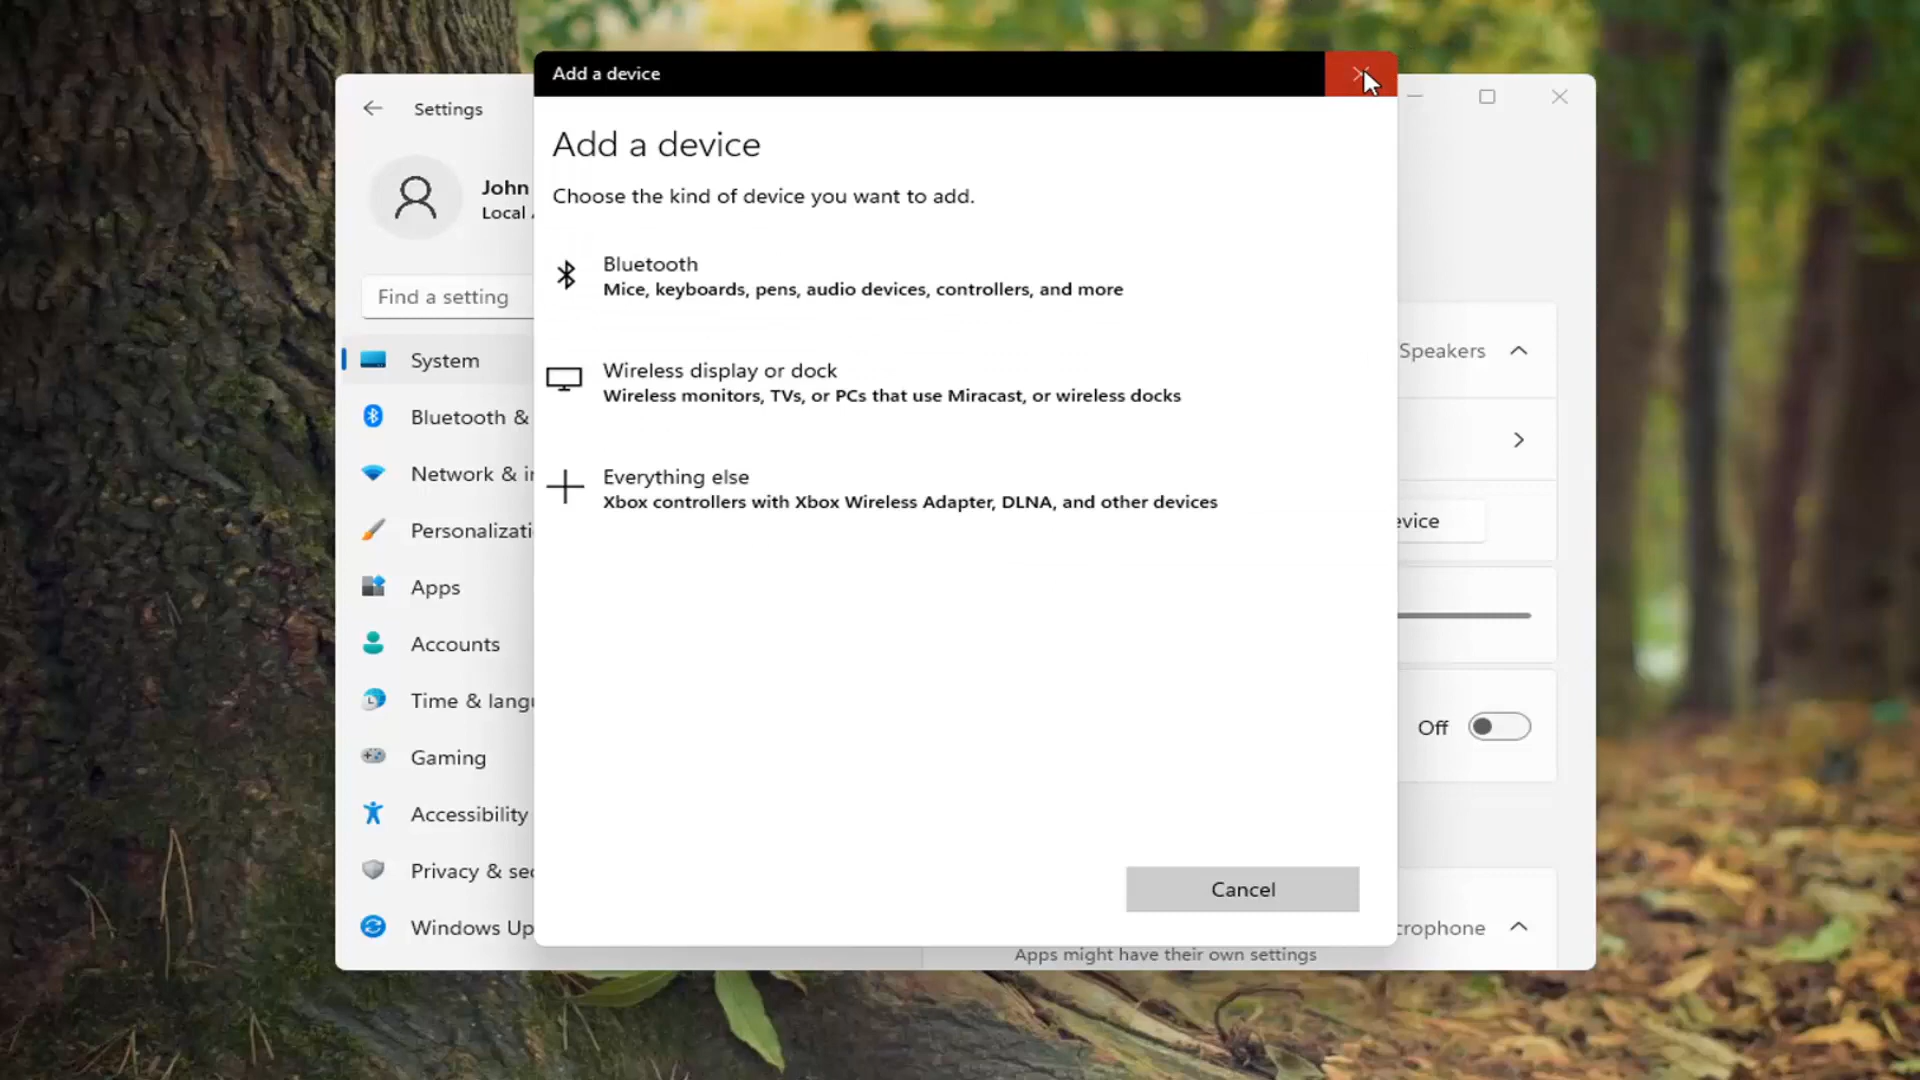 Add a device
Settings
Add a device
Choose the kind of device you want to add.
John
Local
Find a setting
Bluetooth
Mice, keyboards, pens, audio devices, controllers, and more
Wireless display or dock
Wireless monitors, TVs, or PCs that use Miracast, or wireless docks
Everything else
Xbox controllers with Xbox Wireless Adapter, DLNA, and other devices
System
Bluetooth &
Network & in
Personalizati
Apps
Accounts
Time & langu
Gaming
Accessibility
Privacy & sec
Windows Up
Speakers
evice
Off
Cancel
crophone
Apps might have their own settings